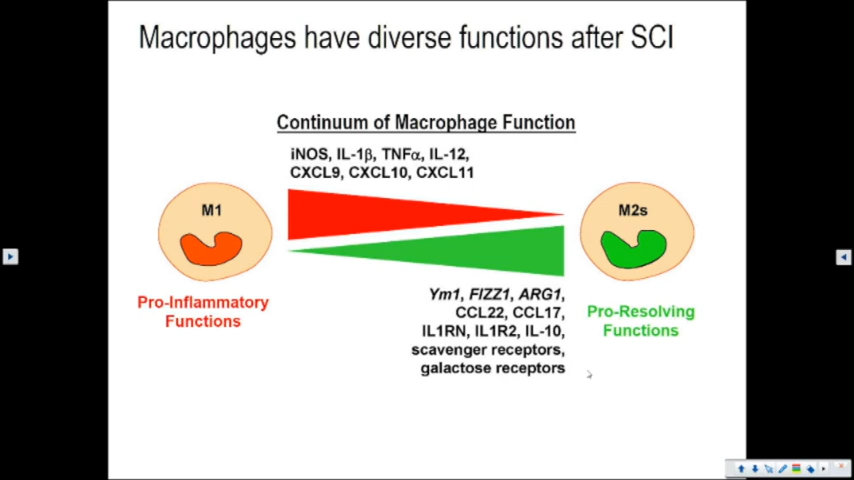 Macrophages have diverse functions after SCI
Continuum of Macrophage Function
iNOS, IL-1β, TNFα, IL-12,
CXCL9, CXCL10, CXCL11
M1
M2s
Pro-Inflammatory
Functions
Ym1, FIZZ1, ARG1,
CCL22, CCL17,
IL1RN, IL1R2, IL-10,
scavenger receptors,
galactose receptors
Pro-Resolving
Functions